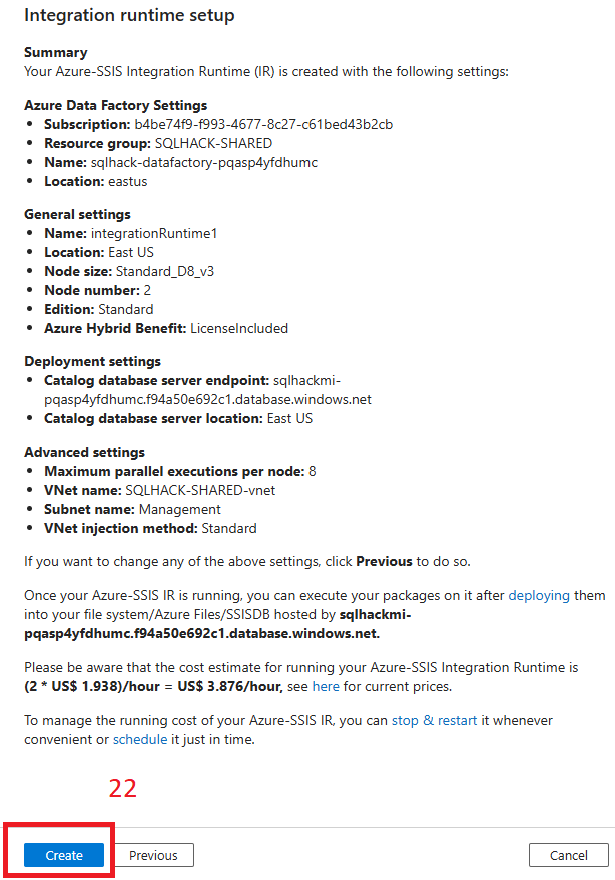 Integration runtime setup
Summary
Your Azure-SSIS Integration Runtime (IR) is created with the following settings:
Azure Data Factory Settings
• Subscription: b4be74f9-f993-4677-8c27-c61bed43b2cb
• Resource group: SQLHACK-SHARED
• Name: sqlhack-datafactory-pqasp4yfdhumc
• Location: eastus
General settings
• Name: integrationRuntime1
• Location: East US
• Node size: Standard_D8_v3
• Node number: 2
• Edition: Standard
• Azure Hybrid Benefit: LicenseIncluded
Deployment settings
• Catalog database server endpoint: sqlhackmi-
pqasp4yfdhumc.f94a50e692c1.database.windows.net
• Catalog database server location: East US
Advanced settings
• Maximum parallel executions per node: 8
• VNet name: SQLHACK-SHARED-vnet
• Subnet name: Management
• VNet injection method: Standard
If you want to change any of the above settings, click Previous to do so.
Once your Azure-SSIS IR is running, you can execute your packages on it after deploying them
into your file system/Azure Files/SSISDB hosted by sqlhackmi-
pqasp4yfdhumc.f94a50e692c1.database.windows.net.
Please be aware that the cost estimate for running your Azure-SSIS Integration Runtime is
(2 * US$ 1.938)/hour = US$ 3.876/hour, see here for current prices.
To manage the running cost of your Azure-SSIS IR, you can stop & restart it whenever
convenient or schedule it just in time.
22
Create Previous Cancel